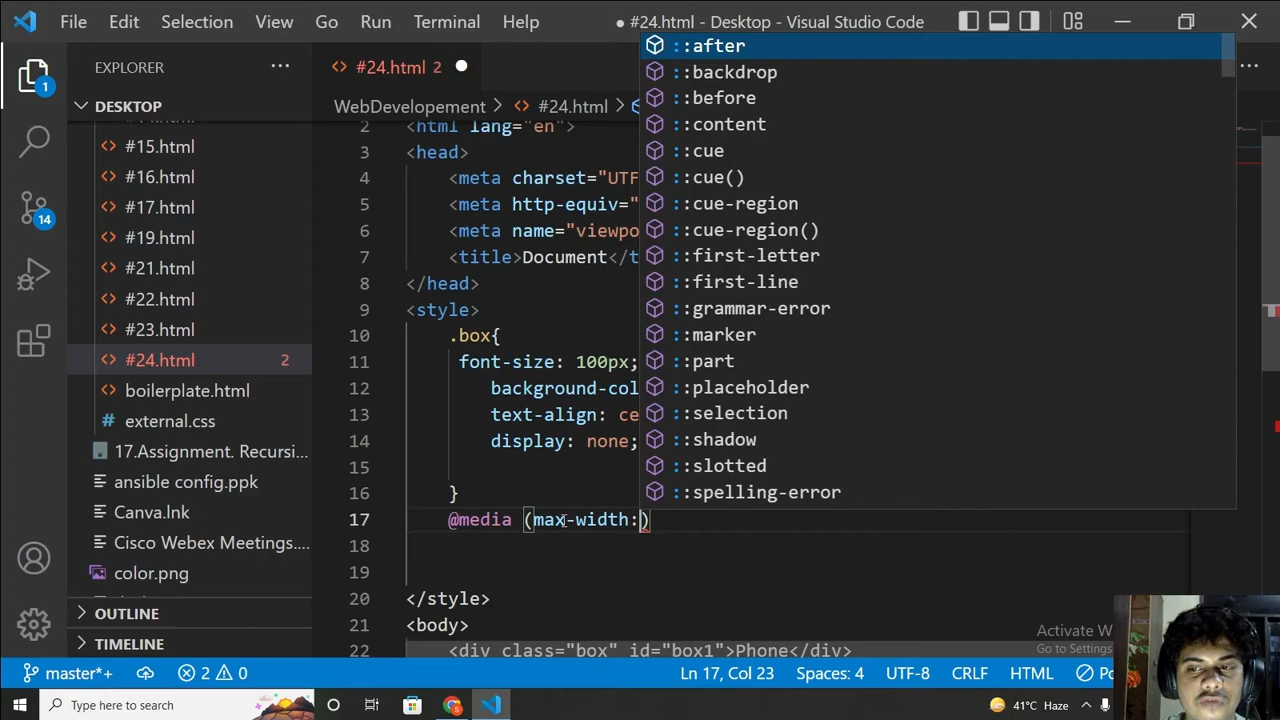 File Edit Selection View Go Run Terminal Help
● #24.html - Desktop - Visual Studio Code
EXPLORER
DESKTOP
#15.html
#16.html
#17.html
#19.html
#21.html
#22.html
#23.html
#24.html 2
boilerplate.html
external.css
17.Assignment. Recursi...
ansible config.ppk
Canva.lnk
Cisco Webex Meetings....
color.png
OUTLINE
TIMELINE
1
14
#24.html 2
WebDevelopement > #24.html >
2 <html lang="en">
3 <head>
4 <meta charset="UTF
5 <meta http-equiv="
6 <meta name="viewpo
7 <title>Document</t
8 </head>
9 <style>
10 .box{
11 font-size: 100px;
12 background-col
13 text-align: ce
14 display: none;
15
16 }
17 @media (max-width:)
18
19
20 </style>
21 <body>
22 <div class="box" id="box1">Phone</div>
::after
::backdrop
::before
::content
::cue
::cue()
::cue-region
::cue-region()
::first-letter
::first-line
::grammar-error
::marker
::part
::placeholder
::selection
::shadow
::slotted
::spelling-error
Activate W
Go to Settings
master*+ 2 0 Ln 17, Col 23 Spaces: 4 UTF-8 CRLF HTML
Type here to search
41°C Haze